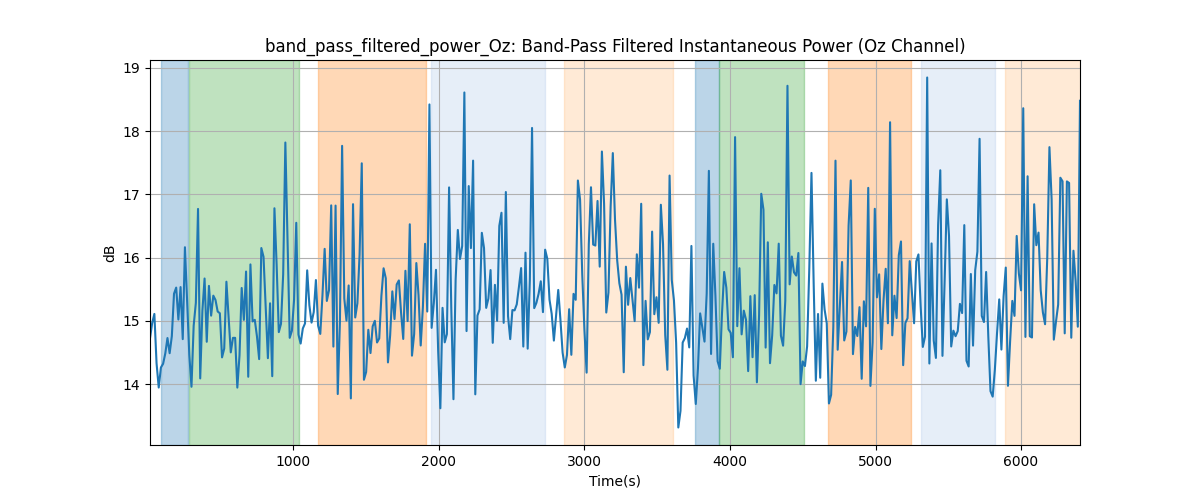 band_pass_filtered_power_Oz: Band-Pass Filtered Instantaneous Power (Oz Channel)
19
18
17
16
15
14
dB
1000 2000 3000 4000 5000 6000
Time(s)